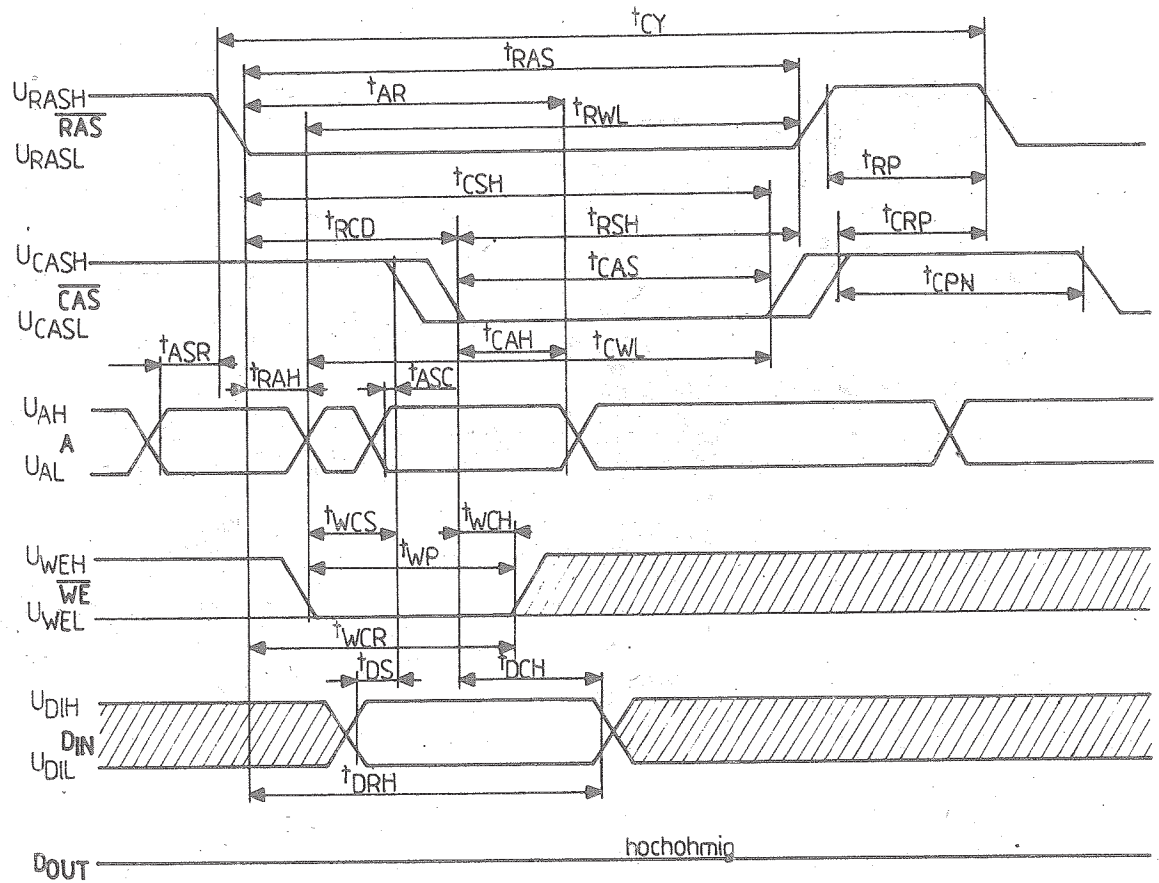 tCY
tRAS
tAR
URASH
RAS
tRWL
URASL
tRP
tCSH
tRCD
tRSH
tCRP
UCASH
CAS
tCAS
tCPN
UCASL
tCAH
tCWL
tASR
tRAH
tASC
UAH
A
UAL
tWCS
tWCH
UWEH
WE
tWP
UWEL
tWCR
tDS
tDCH
UDIH
DIN
UDIL
tDRH
DOUT
hochohmig